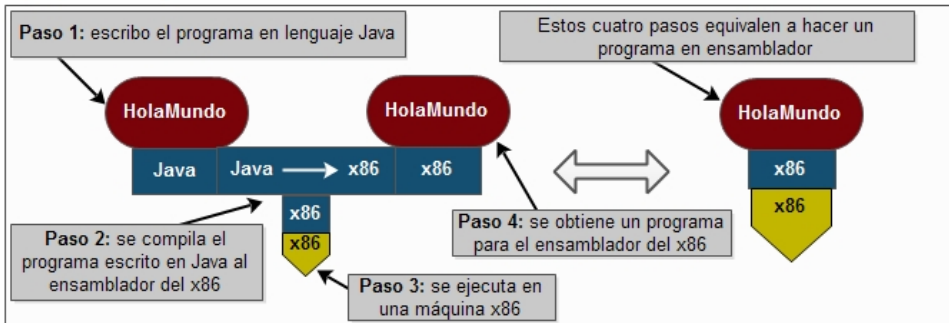 Paso 1: escribo el programa en lenguaje Java
Estos cuatro pasos equivalen a hacer un
programa en ensamblador
HolaMundo
HolaMundo
HolaMundo
Java
Java
x86
x86
x86
x86
x86
x86
Paso 2: se compila el
programa escrito en Java al
ensamblador del x86
Paso 4: se obtiene un programa
para el ensamblador del x86
Paso 3: se ejecuta en
una máquina x86